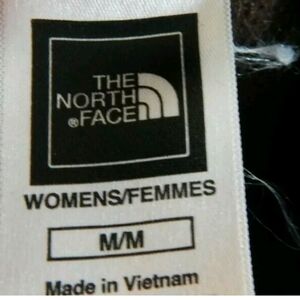 THE
NORTH
®FACE
WOMENS/FEMMES
M/M
Made in Vietnam